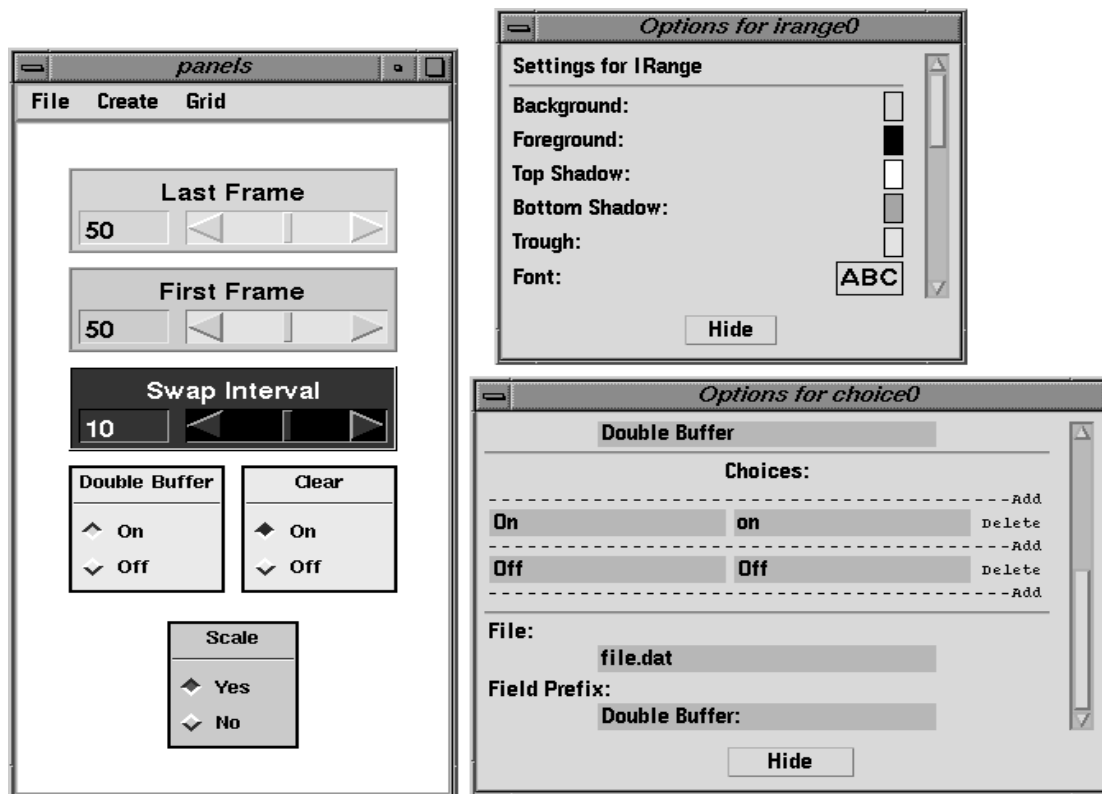 panels
File Create Grid
Last Frame
50
First Frame
50
Swap Interval
10
Double Buffer
On
Off
Clear
On
Off
Scale
Yes
No
Options for irange0
Settings for IRange
Background:
Foreground:
Top Shadow:
Bottom Shadow:
Trough:
Font: ABC
Hide
Options for choice0
Double Buffer
Choices:
Add
On on Delete
Add
Off Off Delete
Add
File:
file.dat
Field Prefix:
Double Buffer:
Hide